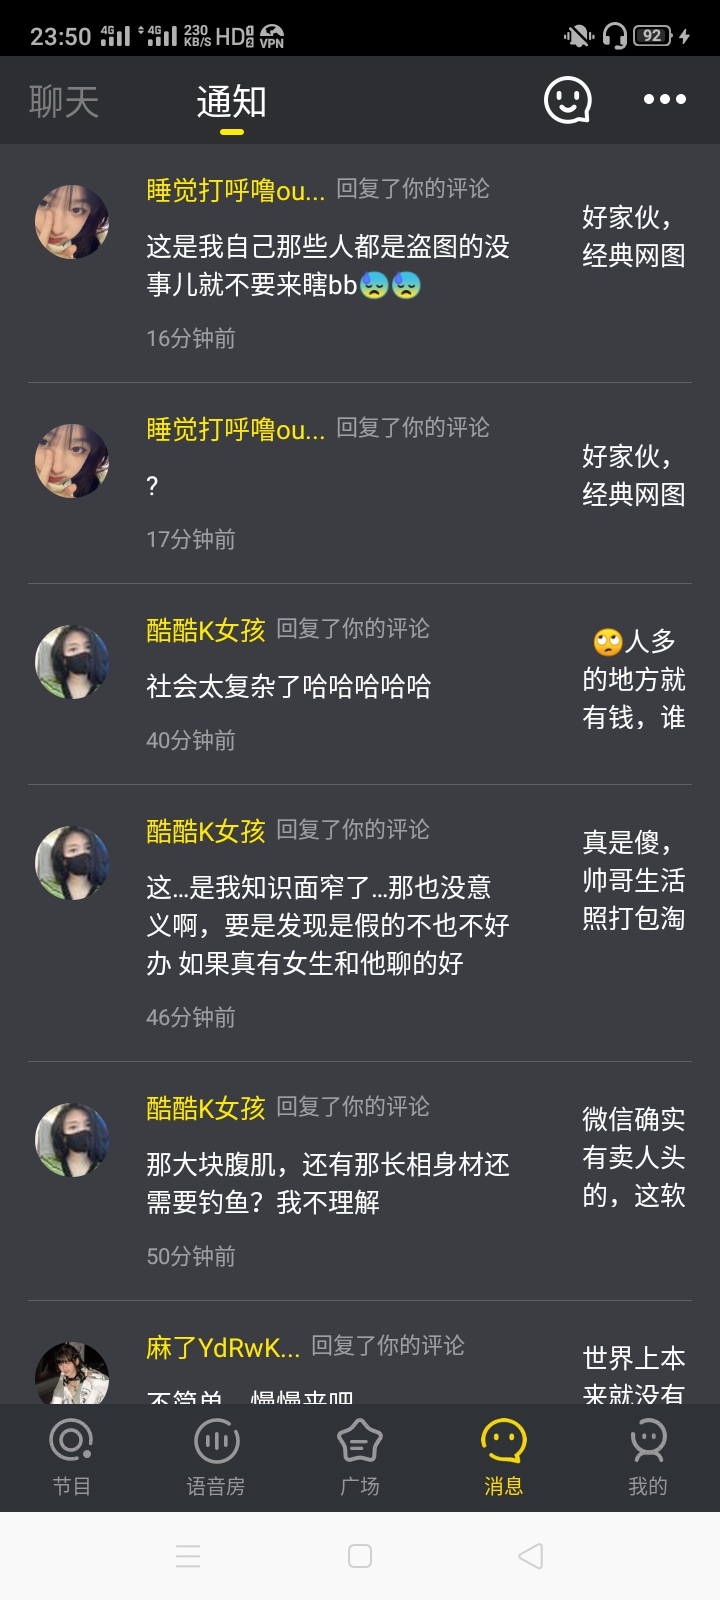 23:50 4G 4G 230 KB/S HD 1 2 VPN 92
聊天 通知
睡觉打呼噜ou... 回复了你的评论
这是我自己那些人都是盗图的没
事儿就不要来瞎bb😓😓
16分钟前
好家伙，
经典网图
睡觉打呼噜ou... 回复了你的评论
?
17分钟前
好家伙，
经典网图
酷酷K女孩 回复了你的评论
社会太复杂了哈哈哈哈哈
40分钟前
🙄人多
的地方就
有钱，谁
酷酷K女孩 回复了你的评论
这...是我知识面窄了...那也没意
义啊，要是发现是假的不也不好
办 如果真有女生和他聊的好
46分钟前
真是傻，
帅哥生活
照打包淘
酷酷K女孩 回复了你的评论
那大块腹肌，还有那长相身材还
需要钓鱼？我不理解
50分钟前
微信确实
有卖人头
的，这软
麻了YdRwK... 回复了你的评论
不简单，慢慢来吧
世界上本
来就没有
节目 语音房 广场 消息 我的